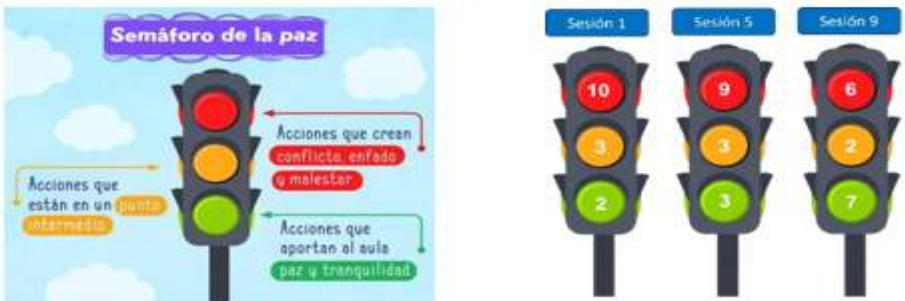 Semáforo de la paz
Acciones que crean
conflicto, enfado
y malestar
Acciones que
están en un punto
intermedio
Acciones que
aportan al aula
paz y tranquilidad
Sesión 1
10
3
2
Sesión 5
9
3
3
Sesión 9
6
2
7